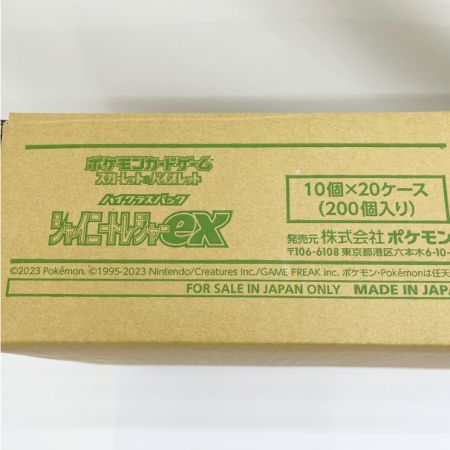 ポケモンカードゲーム
スカーレット&バイオレット
ハイクラスパック
シャイニートレジャーex
10個×20ケース
(200個入り)
発売元 株式会社 ポケモン
〒106-6108 東京都港区六本木6-10-
©2023 Pokémon. ©1995-2023 Nintendo/Creatures Inc./GAME FREAK inc. ポケモン・Pokémonは任天
FOR SALE IN JAPAN ONLY MADE IN JAPA